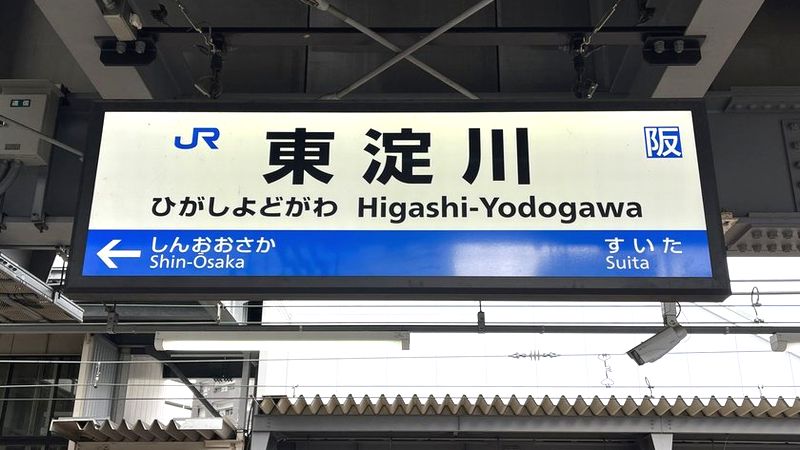 JR 東淀川 阪
ひがしよどがわ Higashi-Yodogawa
← しんおおさか すいた
Shin-Ōsaka Suita